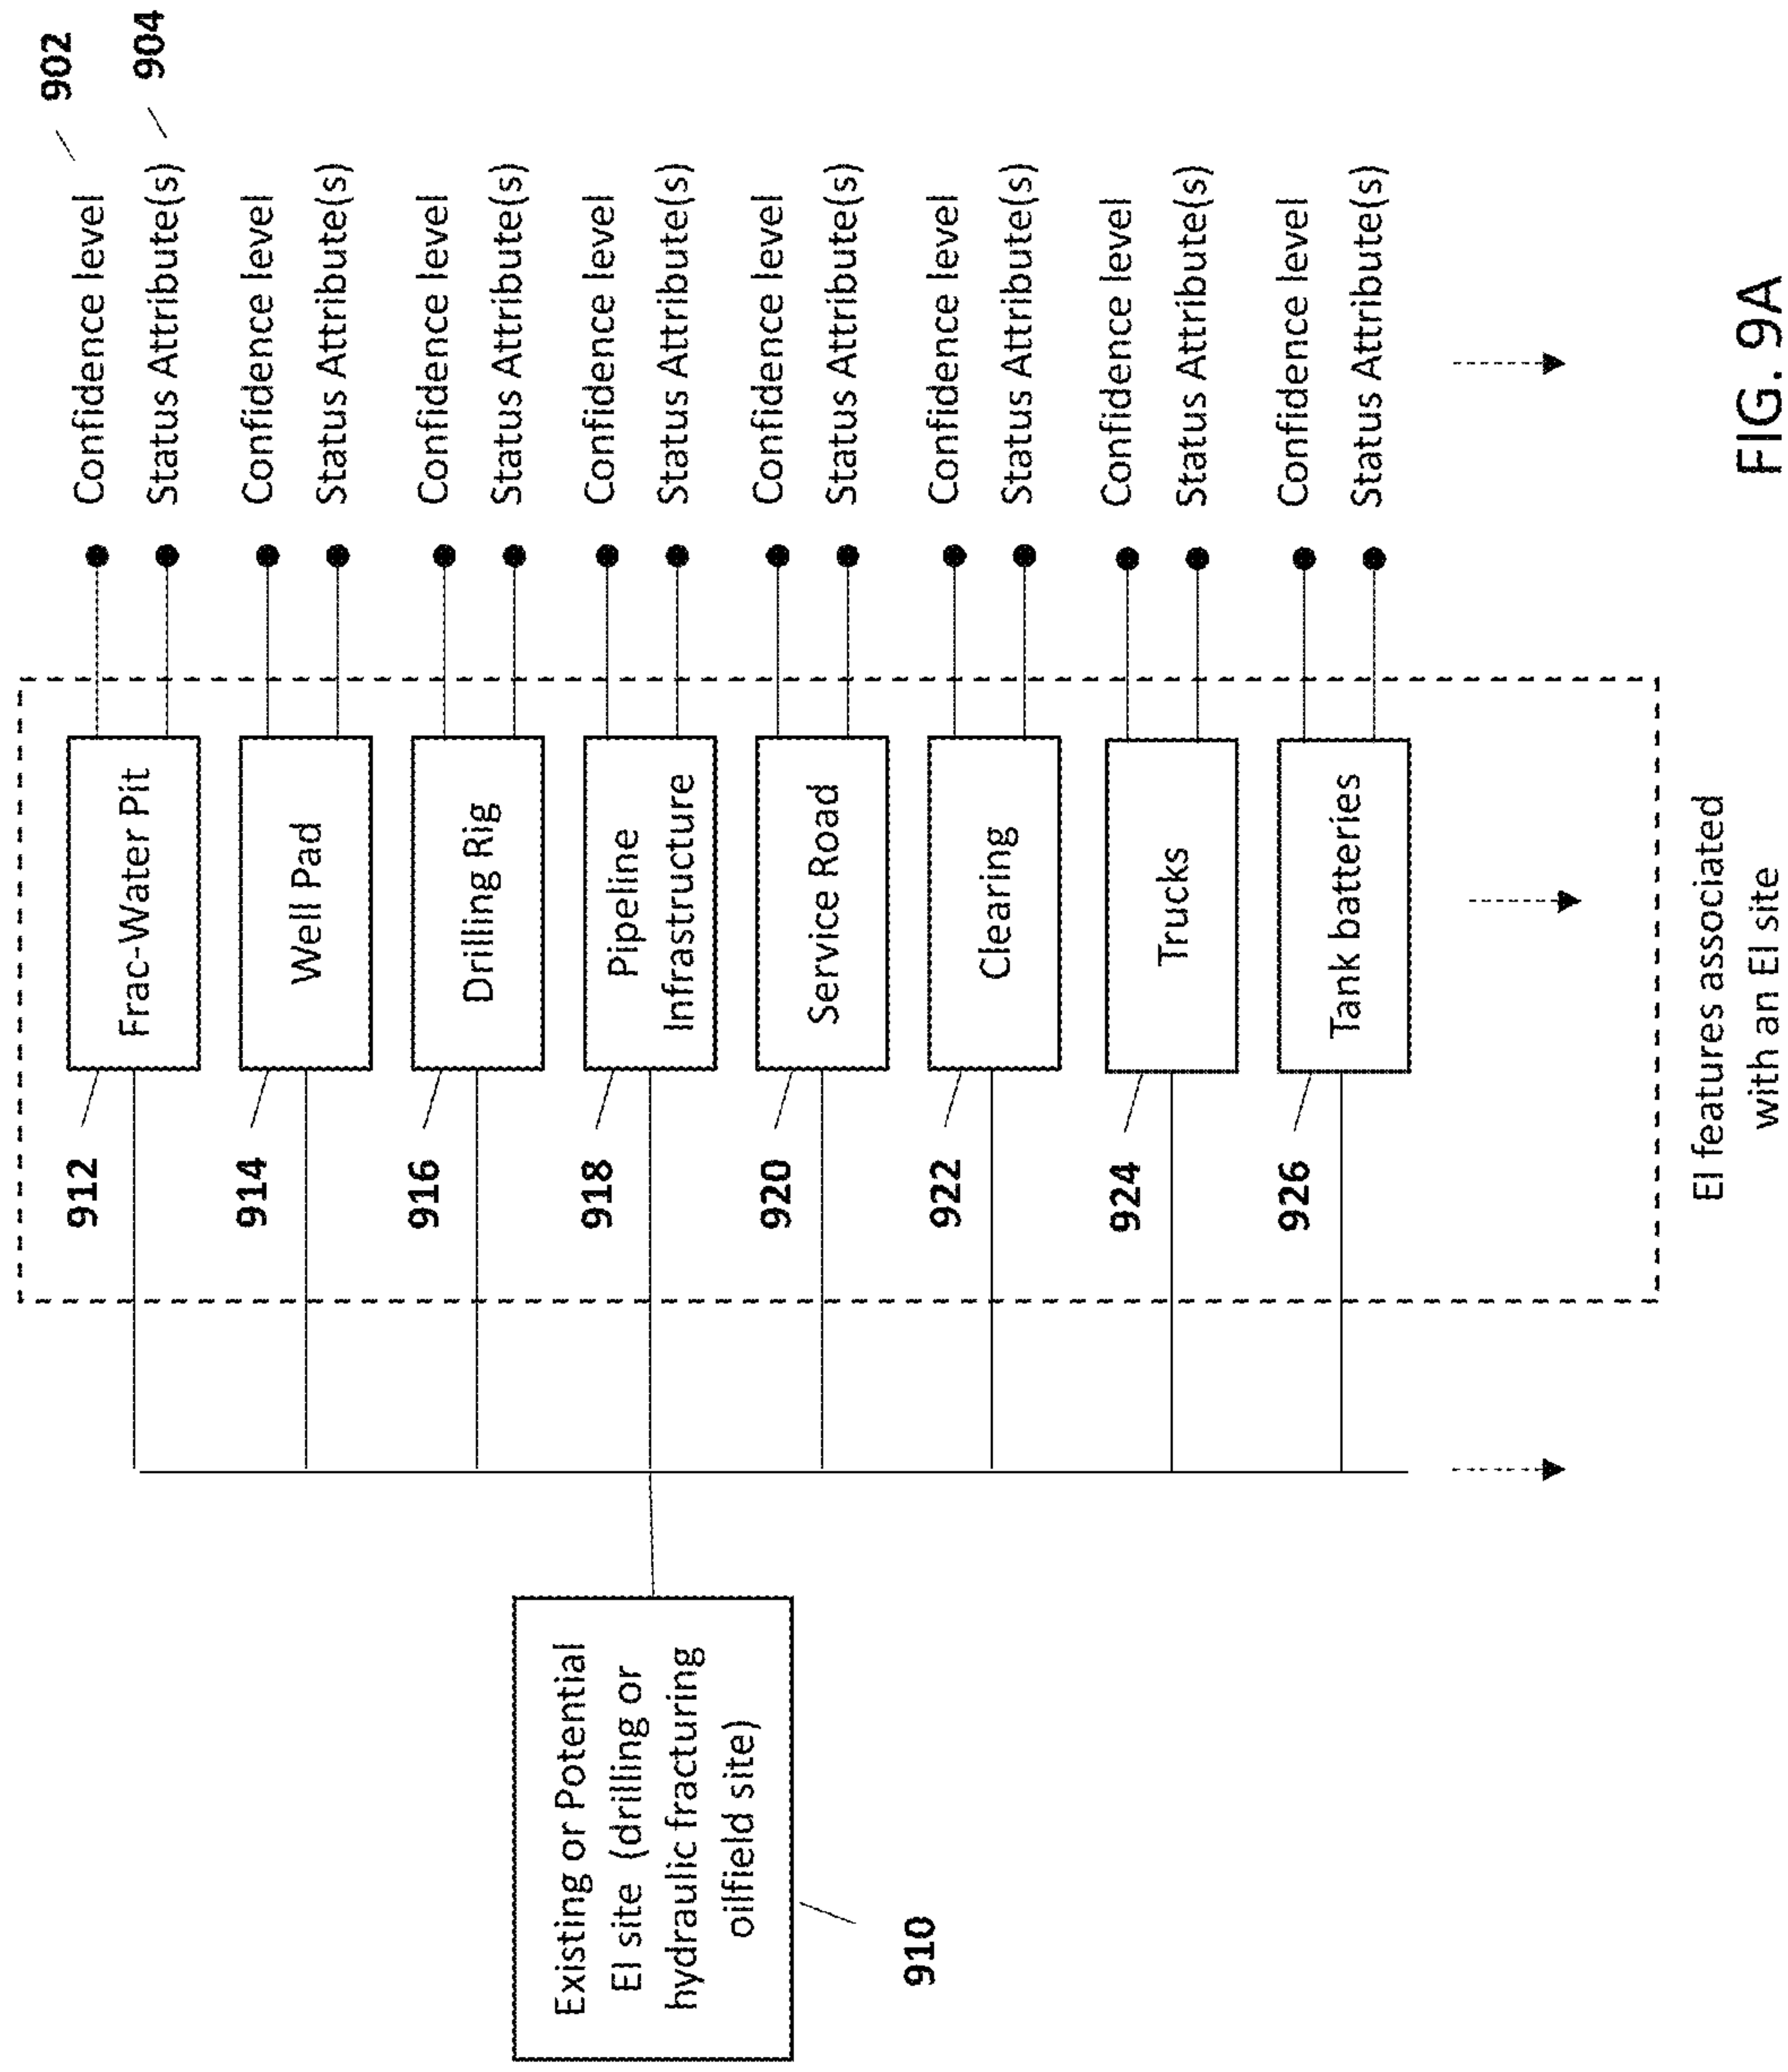 902
904
Existing or Potential
EI site (drilling or
hydraulic fracturing
oilfield site)
910
912
Frac-Water Pit
Confidence level
Status Attribute(s)
914
Well Pad
Confidence level
Status Attribute(s)
916
Drilling Rig
Confidence level
Status Attribute(s)
918
Pipeline
Infrastructure
Confidence level
Status Attribute(s)
920
Service Road
Confidence level
Status Attribute(s)
922
Clearing
Confidence level
Status Attribute(s)
924
Trucks
Confidence level
Status Attribute(s)
926
Tank batteries
Confidence level
Status Attribute(s)
EI features associated
with an EI site
FIG. 9A